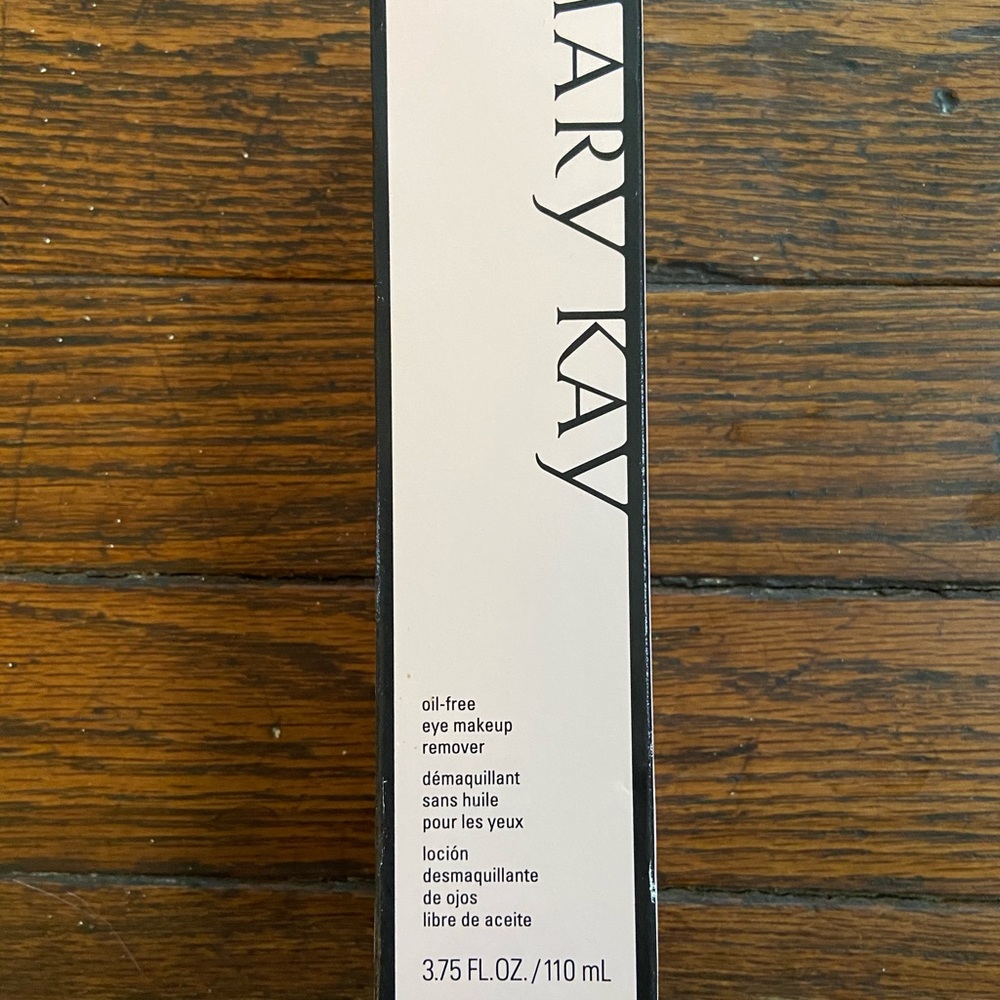 ARY KAY
oil-free
eye makeup
remover
démaquillant
sans huile
pour les yeux
loción
desmaquillante
de ojos
libre de aceite
3.75 FL.OZ. / 110 mL